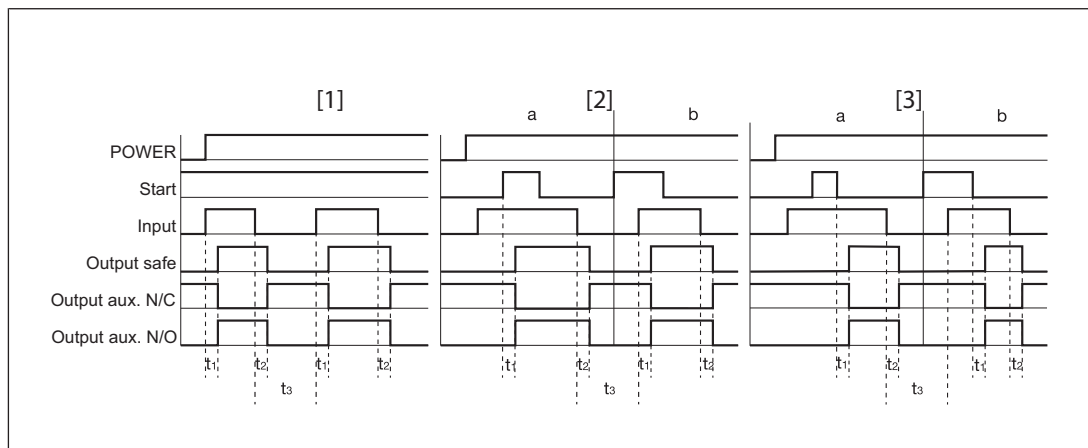 [1] [2] [3]
a b a b
POWER
Start
Input
Output safe
Output aux. N/C
Output aux. N/O
t1 t2 t1 t2 t1 t2 t1 t2 t1 t2 t1 t2
t3 t3 t3